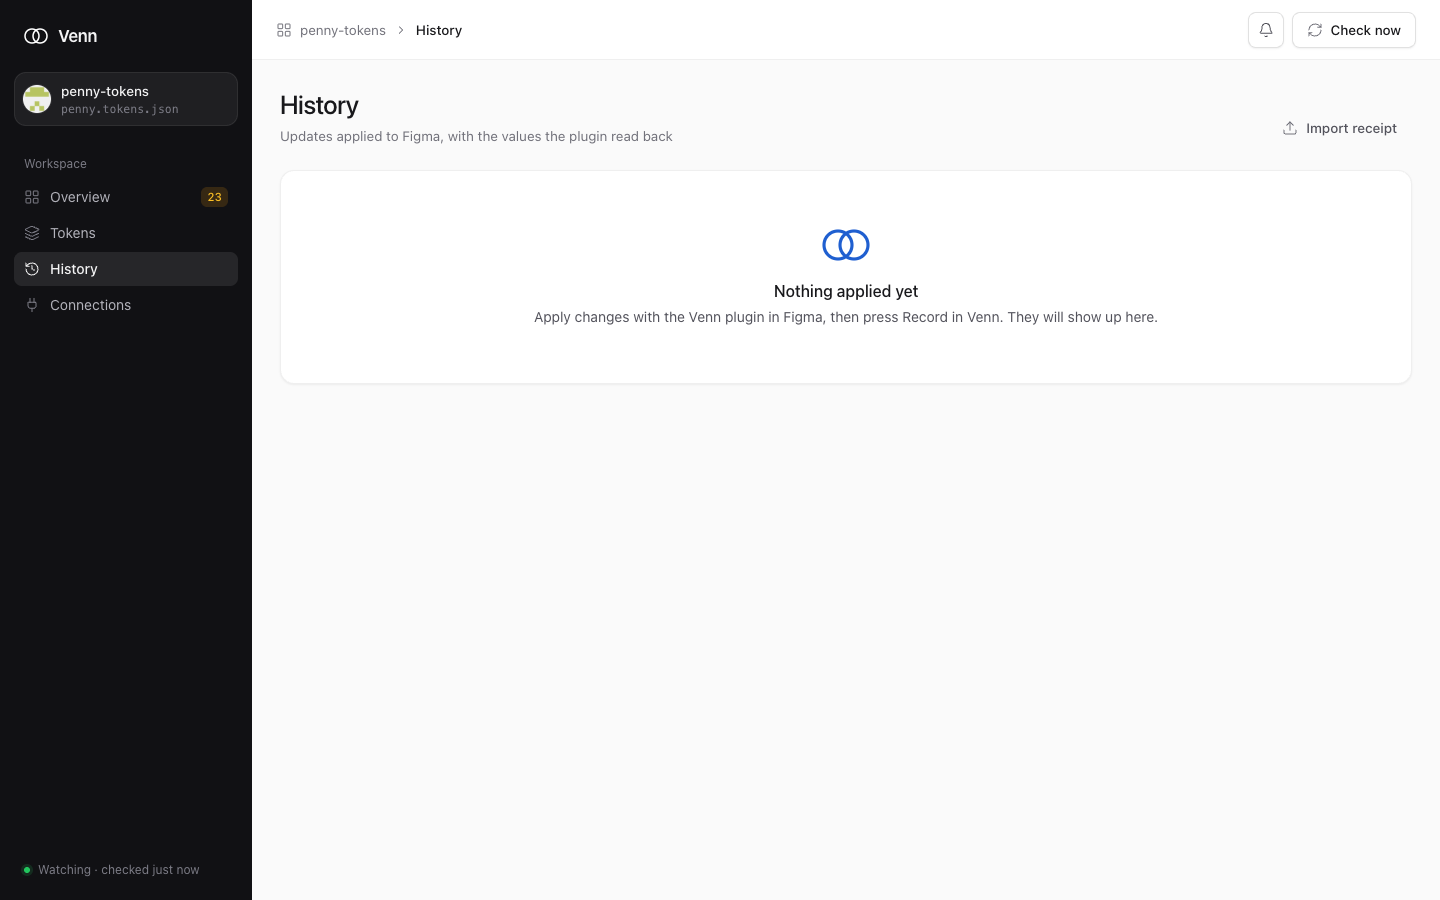 Venn
penny-tokens
penny.tokens.json
Workspace
Overview 23
Tokens
History
Connections
Watching · checked just now
penny-tokens > History
Check now
History
Updates applied to Figma, with the values the plugin read back
Import receipt
Nothing applied yet
Apply changes with the Venn plugin in Figma, then press Record in Venn. They will show up here.